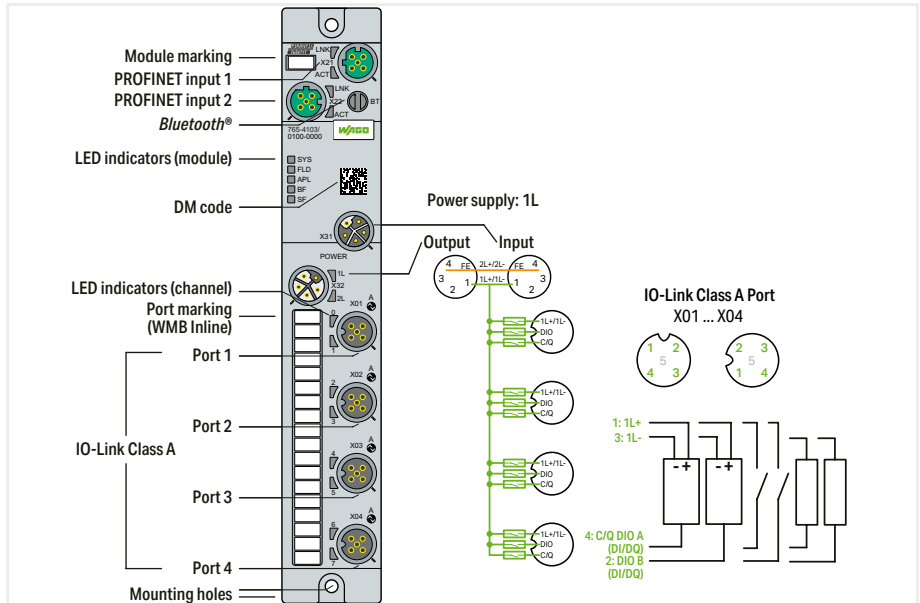 Module marking
PROFINET input 1
PROFINET input 2
Bluetooth®
LED indicators (module)
DM code
LED indicators (channel)
Port marking
(WMB Inline)
Port 1
Port 2
IO-Link Class A
Port 3
Port 4
Mounting holes
LNK
X21
ACT
LNK
X22
BT
ACT
765-4103/
0100-0000
WAGO
SYS
FLD
APL
BF
SF
X31
POWER
1L
X32
2L
0
X01
A
1
2
X02
A
3
4
X03
A
5
6
X04
A
7
Power supply: 1L
Output
Input
4
FE
2L+/2L-
FE
4
3
1
1L+/1L-
1
3
2
2
1L+/1L-
DIO
C/Q
1L+/1L-
DIO
C/Q
1L+/1L-
DIO
C/Q
1L+/1L-
DIO
C/Q
IO-Link Class A Port
X01 ... X04
1 2
5
4 3
2 3
5
1 4
1: 1L+
3: 1L-
- +
- +
4: C/Q DIO A
(DI/DQ)
2: DIO B
(DI/DQ)